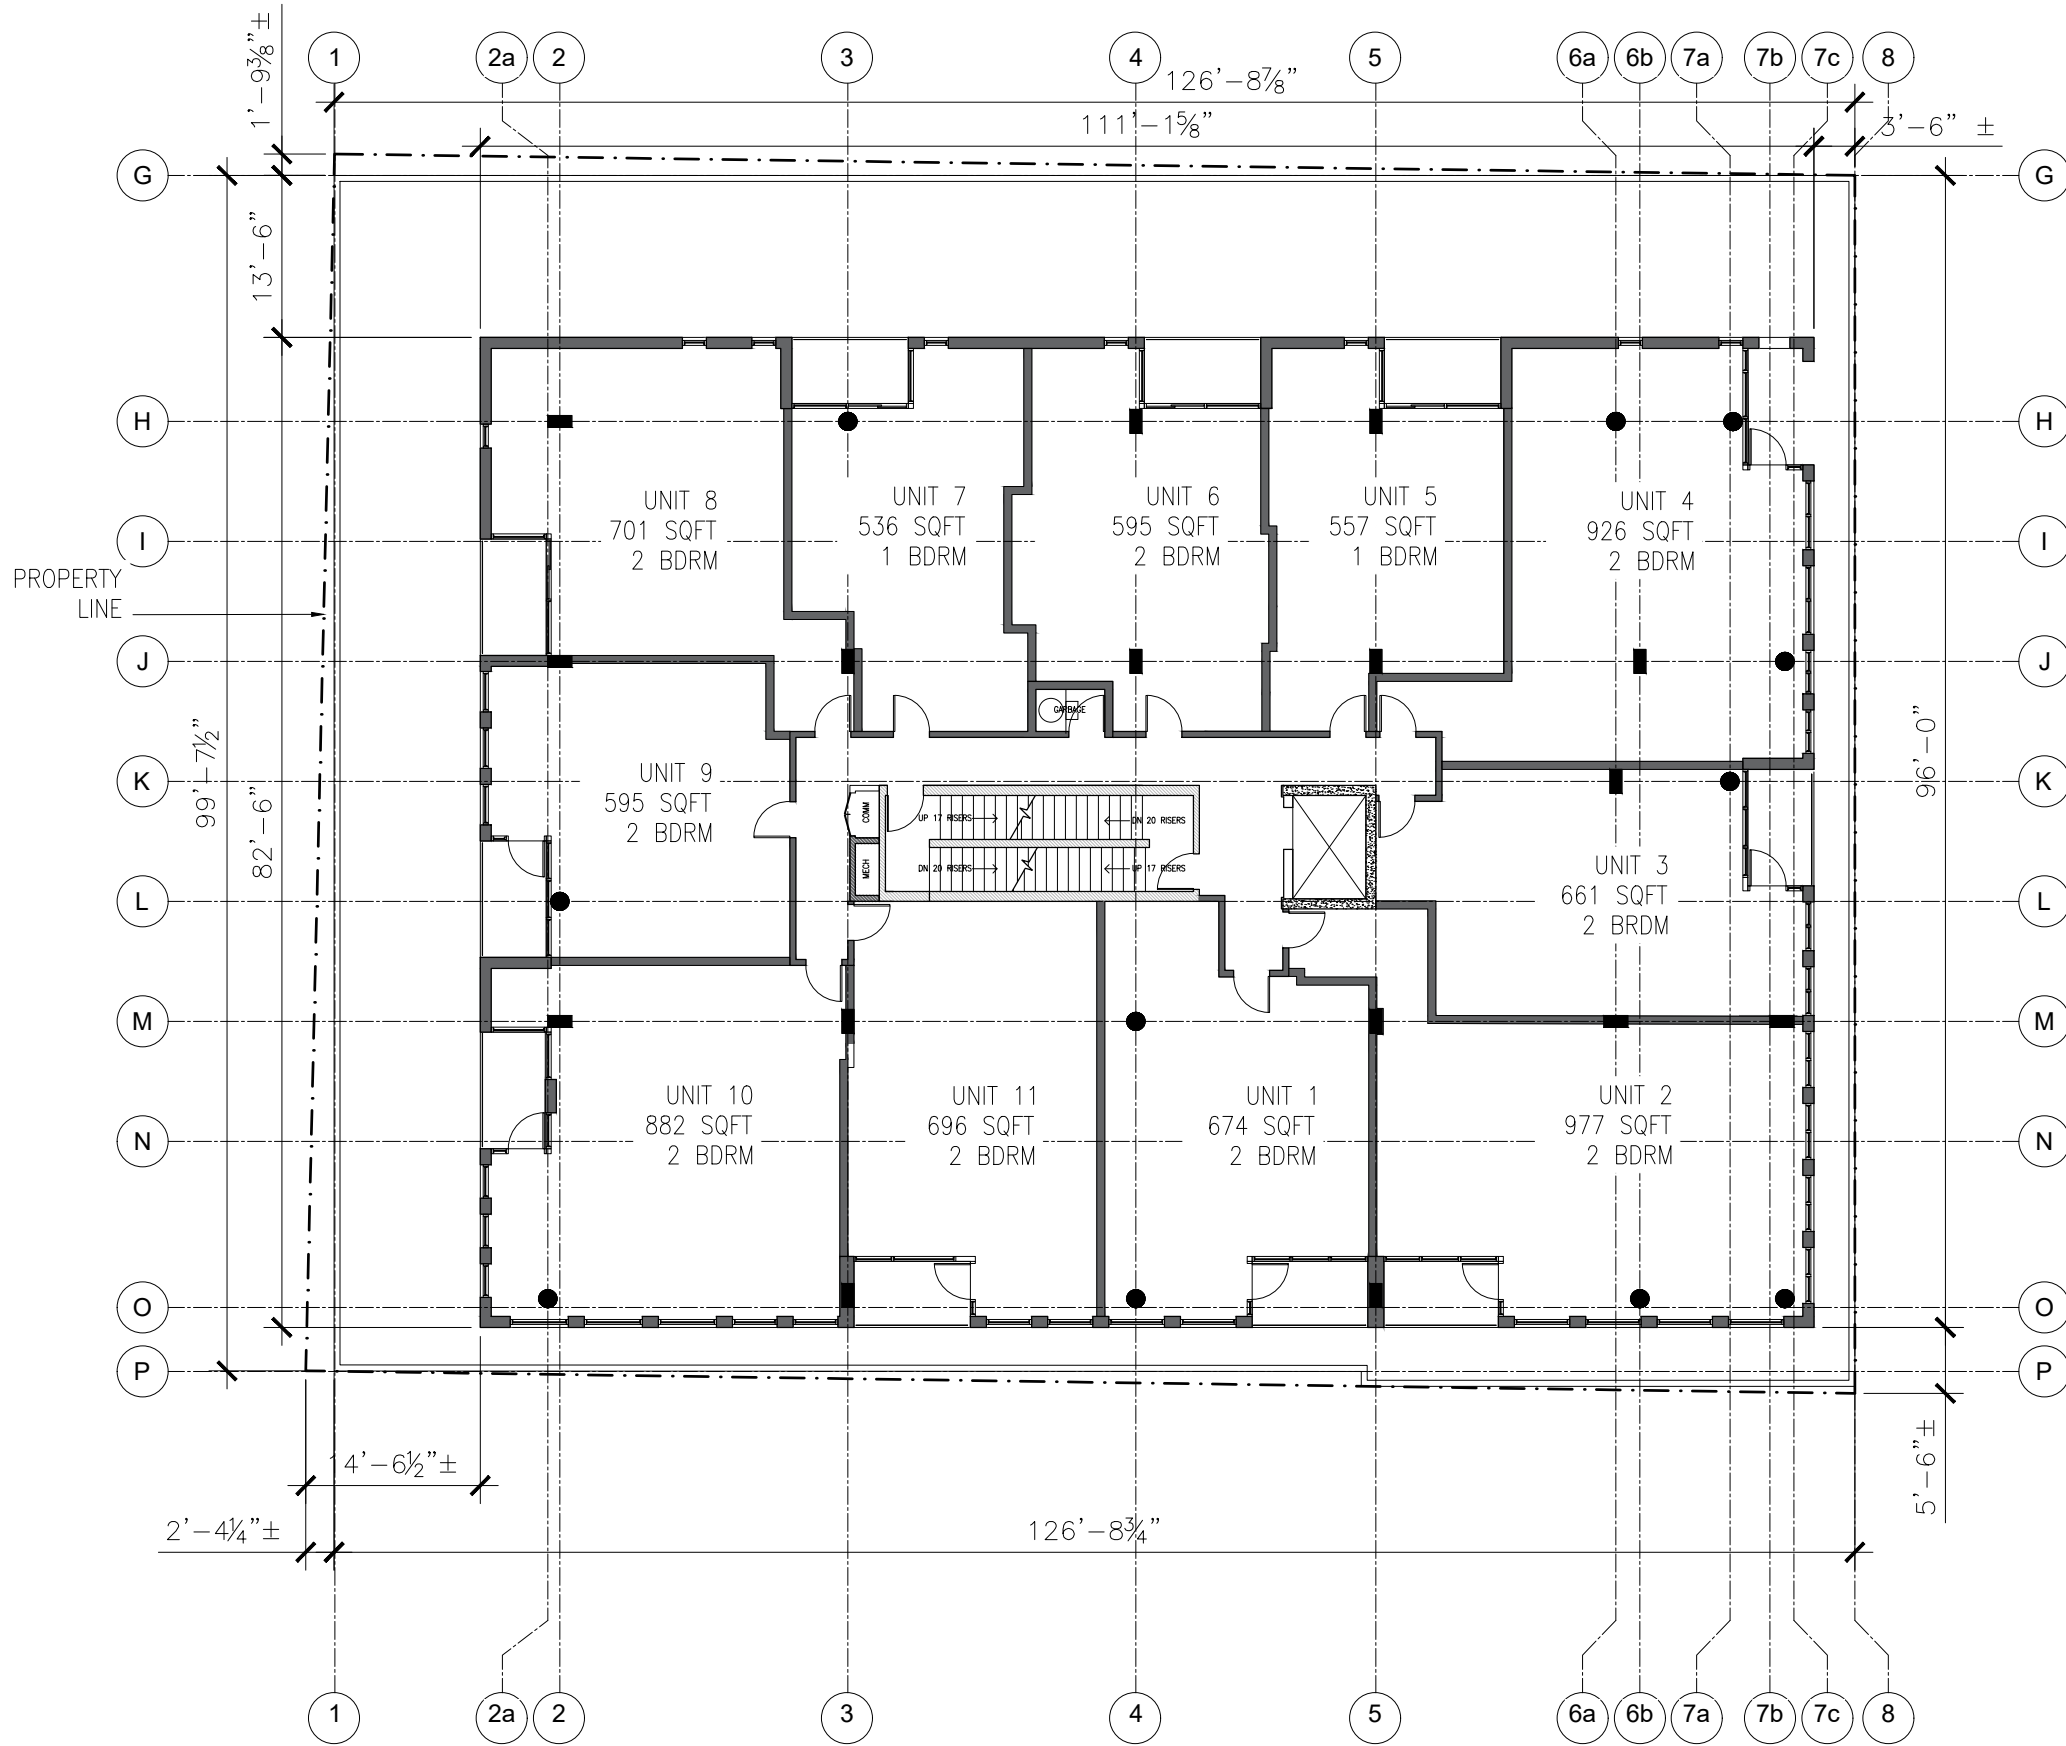 1
2a
2
3
4
5
6a
6b
7a
7b
7c
8
1'-9⅜"±
126'-8⅞"
111'-1⅝"
3'-6" ±
G
G
13'-6"
H
H
UNIT 8
701 SQFT
2 BDRM
UNIT 7
536 SQFT
1 BDRM
UNIT 6
595 SQFT
2 BDRM
UNIT 5
557 SQFT
1 BDRM
UNIT 4
926 SQFT
2 BDRM
I
I
PROPERTY
LINE
J
J
GARBAGE
99'-7½"
82'-6"
96'-0"
K
K
UNIT 9
595 SQFT
2 BDRM
COMM
MECH
UP 17 RISERS
DN 20 RISERS
DN 20 RISERS
UP 17 RISERS
UNIT 3
661 SQFT
2 BRDM
L
L
M
M
UNIT 10
882 SQFT
2 BDRM
UNIT 11
696 SQFT
2 BDRM
UNIT 1
674 SQFT
2 BDRM
UNIT 2
977 SQFT
2 BDRM
N
N
O
O
P
P
14'-6½"±
5'-6"±
2'-4¼"±
126'-8¾"
1
2a
2
3
4
5
6a
6b
7a
7b
7c
8